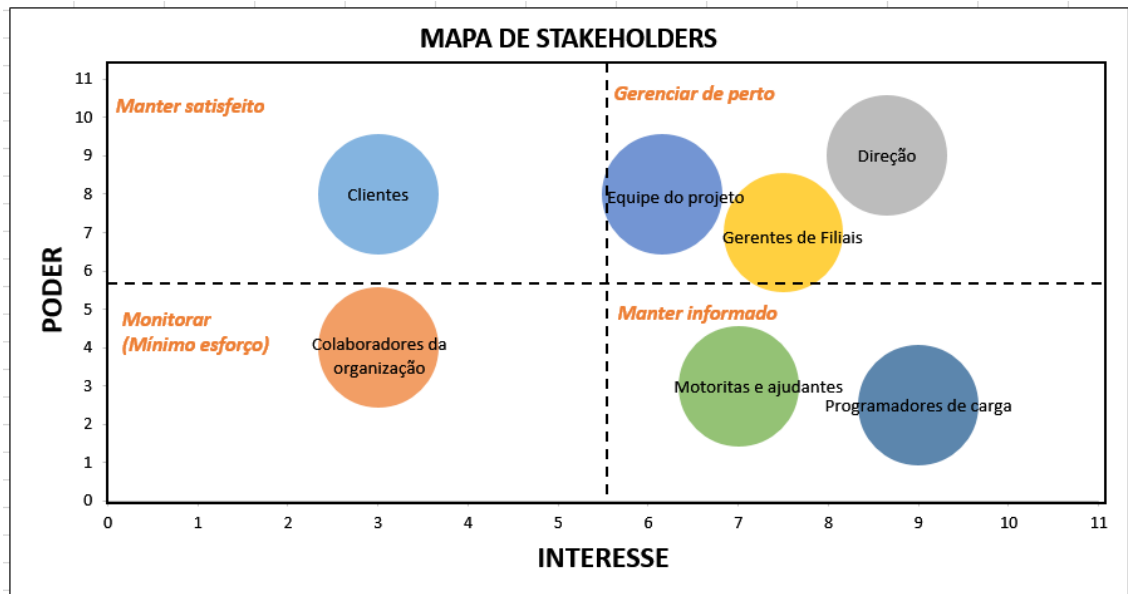 MAPA DE STAKEHOLDERS
11
10
9
8
7
6
5
4
3
2
1
0
PODER
Manter satisfeito
Gerenciar de perto
Clientes
Equipe do projeto
Direção
Gerentes de Filiais
Monitorar
(Mínimo esforço)
Manter informado
Colaboradores da
organização
Motoritas e ajudantes
Programadores de carga
0 1 2 3 4 5 6 7 8 9 10 11
INTERESSE